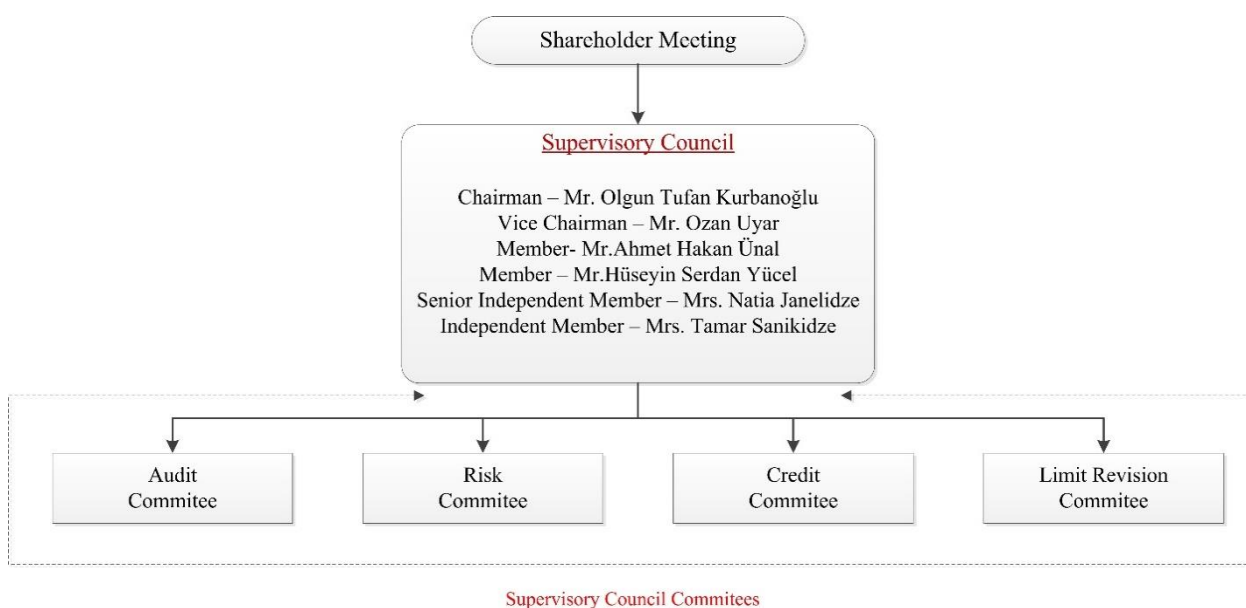 Shareholder Meeting
Supervisory Council
Chairman – Mr. Olgun Tufan Kurbanoğlu
Vice Chairman – Mr. Ozan Uyar
Member- Mr.Ahmet Hakan Ünal
Member – Mr.Hüseyin Serdan Yücel
Senior Independent Member – Mrs. Natia Janelidze
Independent Member – Mrs. Tamar Sanikidze
Audit
Commitee
Risk
Commitee
Credit
Commitee
Limit Revision
Commitee
Supervisory Council Commitees